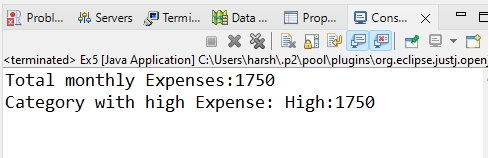 Probl... Servers Termi... Data ... Prop... Cons...
<terminated> Ex5 [Java Application] C:\Users\harsh\.p2\pool\plugins\org.eclipse.justj.open
Total monthly Expenses:1750
Category with high Expense: High:1750